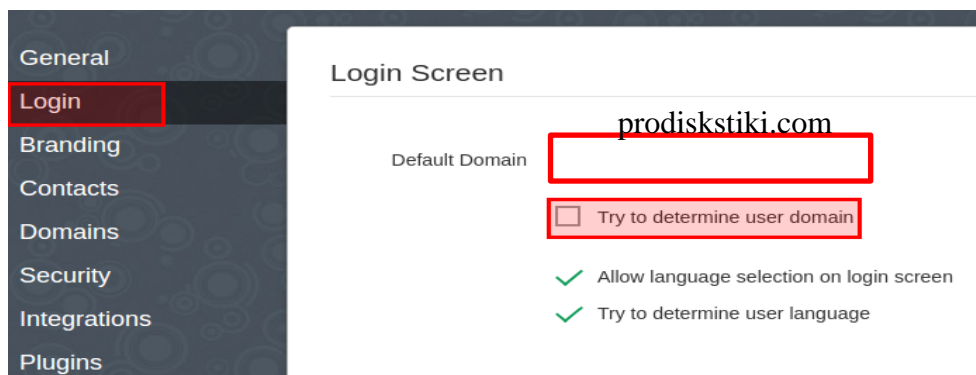 General
Login
Branding
Contacts
Domains
Security
Integrations
Plugins
Login Screen
prodiskstiki.com
Default Domain
Try to determine user domain
Allow language selection on login screen
Try to determine user language